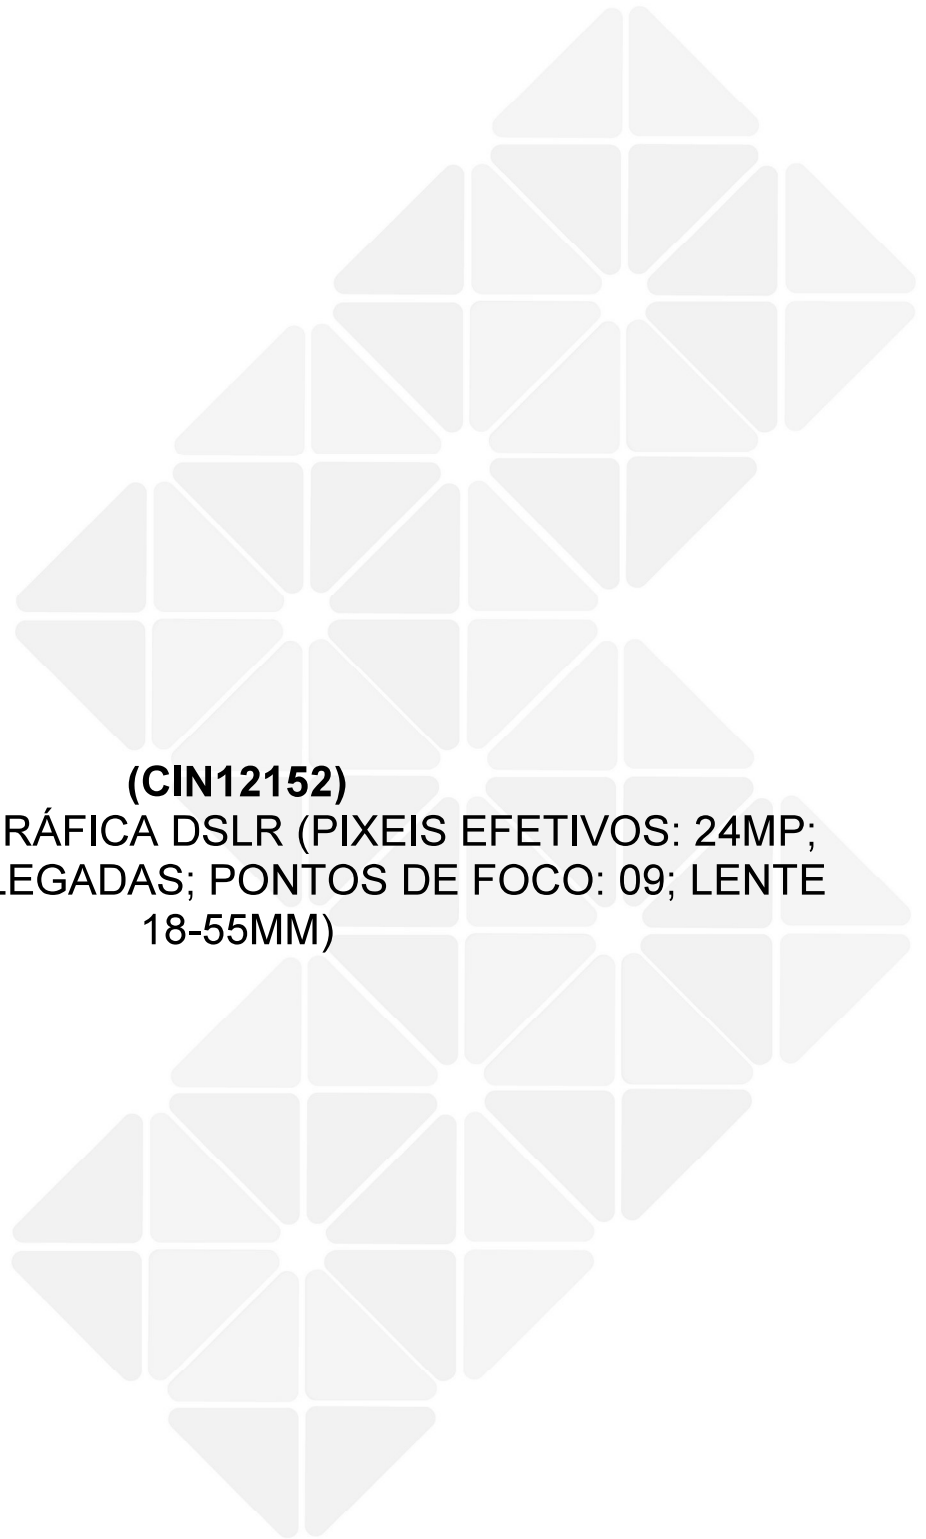 (CIN12152)
RÁFICA DSLR (PIXEIS EFETIVOS: 24MP;
LEGADAS; PONTOS DE FOCO: 09; LENTE
18-55MM)